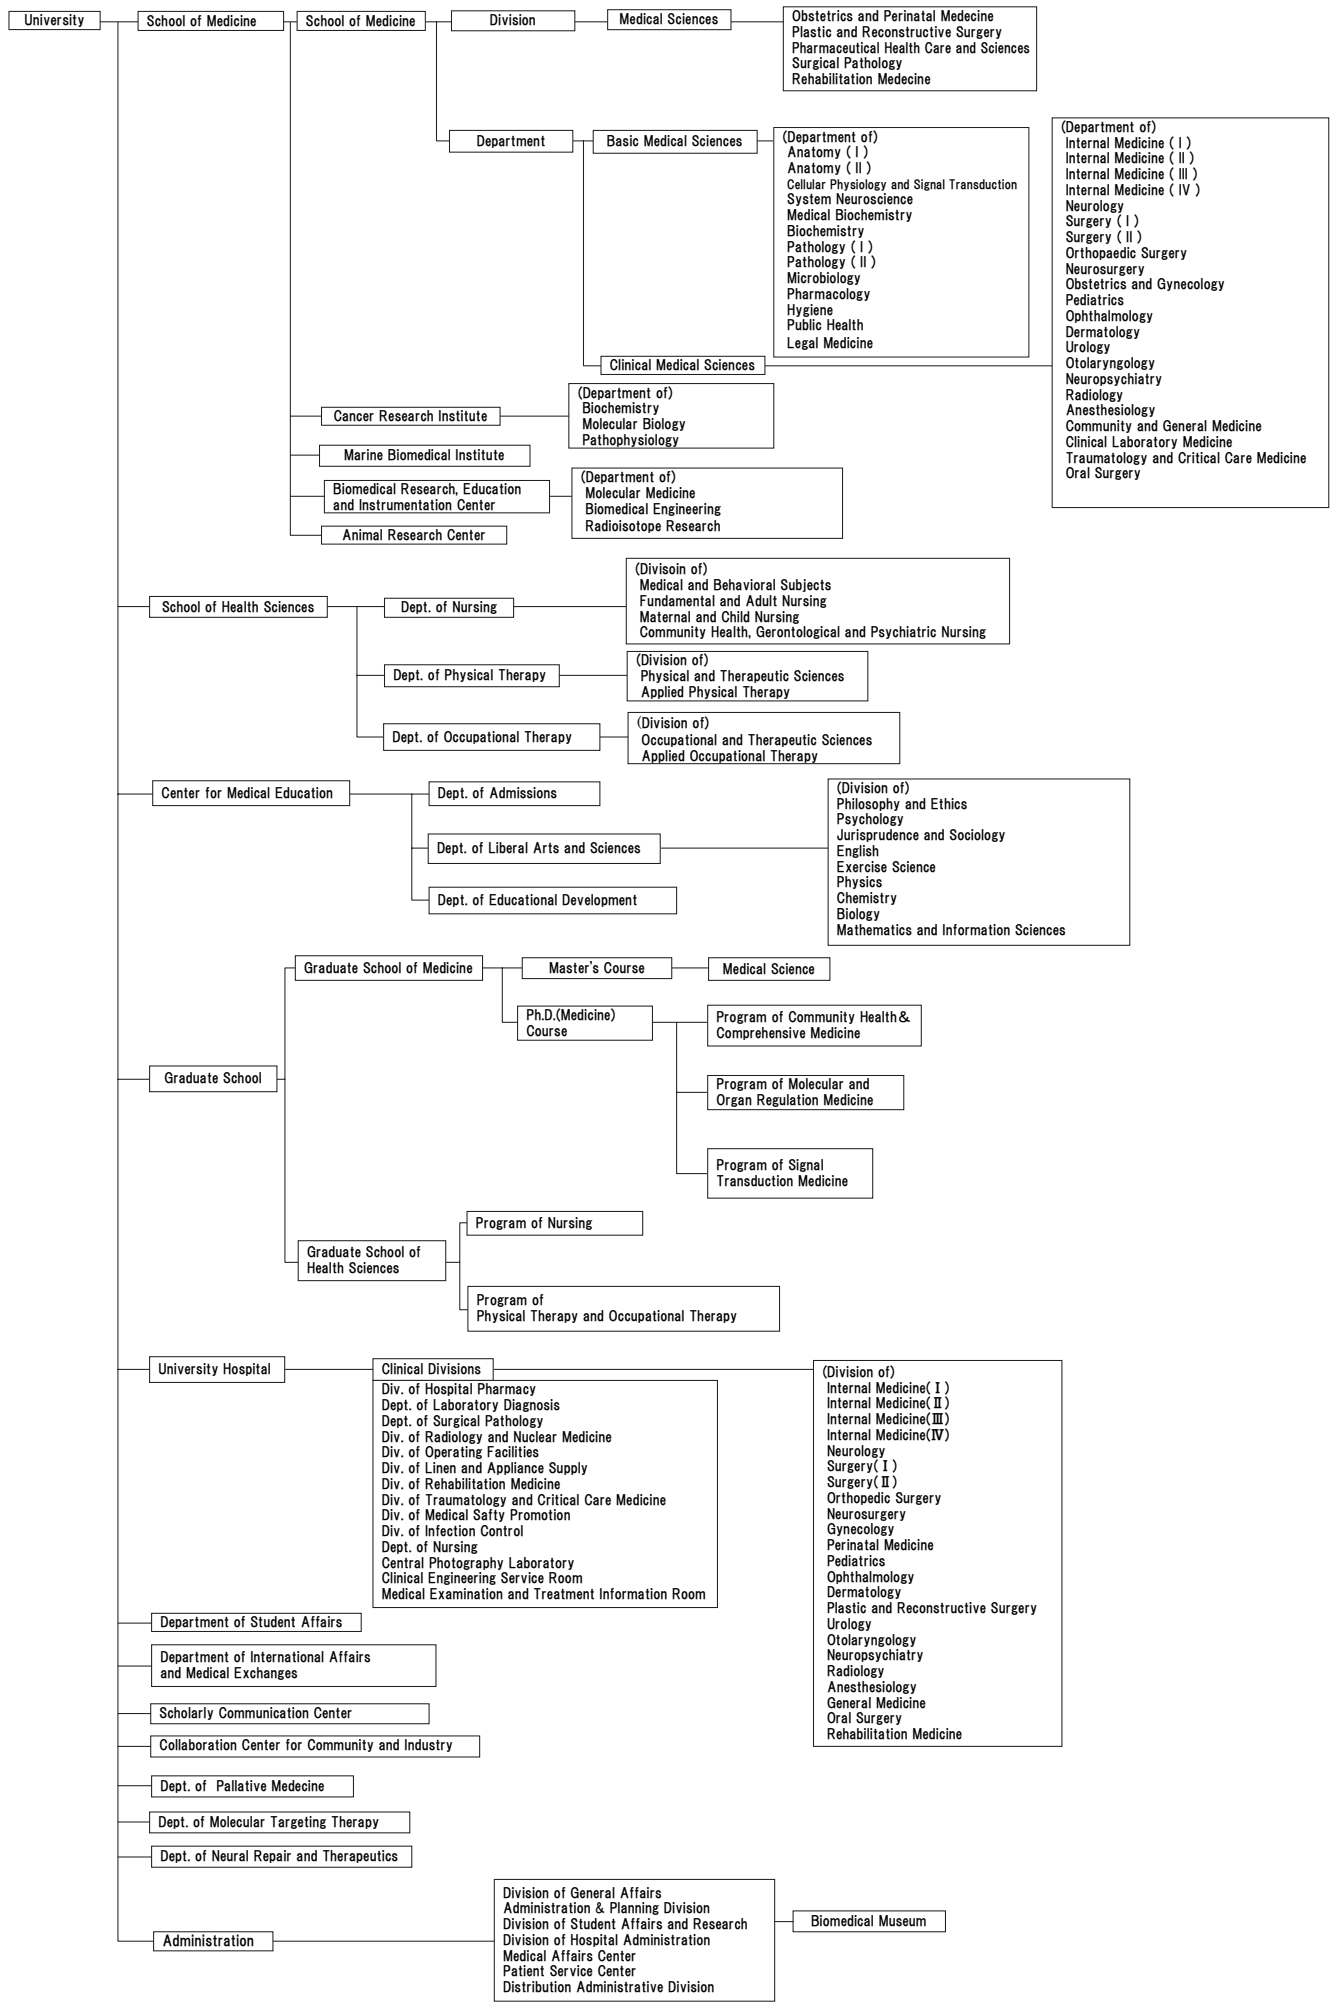 University
School of Medicine
School of Medicine
Division
Medical Sciences
Obstetrics and Perinatal Medecine
Plastic and Reconstructive Surgery
Pharmaceutical Health Care and Sciences
Surgical Pathology
Rehabilitation Medecine
Department
Basic Medical Sciences
(Department of)
Anatomy (Ⅰ)
Anatomy (Ⅱ)
Cellular Physiology and Signal Transduction
System Neuroscience
Medical Biochemistry
Biochemistry
Pathology (Ⅰ)
Pathology (Ⅱ)
Microbiology
Pharmacology
Hygiene
Public Health
Legal Medicine
Clinical Medical Sciences
(Department of)
Internal Medicine (Ⅰ)
Internal Medicine (Ⅱ)
Internal Medicine (Ⅲ)
Internal Medicine (Ⅳ)
Neurology
Surgery (Ⅰ)
Surgery (Ⅱ)
Orthopaedic Surgery
Neurosurgery
Obstetrics and Gynecology
Pediatrics
Ophthalmology
Dermatology
Urology
Otolaryngology
Neuropsychiatry
Radiology
Anesthesiology
Community and General Medicine
Clinical Laboratory Medicine
Traumatology and Critical Care Medicine
Oral Surgery
Cancer Research Institute
(Department of)
Biochemistry
Molecular Biology
Pathophysiology
Marine Biomedical Institute
Biomedical Research, Education
and Instrumentation Center
(Department of)
Molecular Medicine
Biomedical Engineering
Radioisotope Research
Animal Research Center
School of Health Sciences
Dept. of Nursing
(Divisoin of)
Medical and Behavioral Subjects
Fundamental and Adult Nursing
Maternal and Child Nursing
Community Health, Gerontological and Psychiatric Nursing
Dept. of Physical Therapy
(Division of)
Physical and Therapeutic Sciences
Applied Physical Therapy
Dept. of Occupational Therapy
(Division of)
Occupational and Therapeutic Sciences
Applied Occupational Therapy
Center for Medical Education
Dept. of Admissions
Dept. of Liberal Arts and Sciences
(Division of)
Philosophy and Ethics
Psychology
Jurisprudence and Sociology
English
Exercise Science
Physics
Chemistry
Biology
Mathematics and Information Sciences
Dept. of Educational Development
Graduate School
Graduate School of Medicine
Master's Course
Medical Science
Ph.D.(Medicine)
Course
Program of Community Health＆
Comprehensive Medicine
Program of Molecular and
Organ Regulation Medicine
Program of Signal
Transduction Medicine
Graduate School of
Health Sciences
Program of Nursing
Program of
Physical Therapy and Occupational Therapy
University Hospital
Clinical Divisions
Div. of Hospital Pharmacy
Dept. of Laboratory Diagnosis
Dept. of Surgical Pathology
Div. of Radiology and Nuclear Medicine
Div. of Operating Facilities
Div. of Linen and Appliance Supply
Div. of Rehabilitation Medicine
Div. of Traumatology and Critical Care Medicine
Div. of Medical Safty Promotion
Div. of Infection Control
Dept. of Nursing
Central Photography Laboratory
Clinical Engineering Service Room
Medical Examination and Treatment Information Room
(Division of)
Internal Medicine(Ⅰ)
Internal Medicine(Ⅱ)
Internal Medicine(Ⅲ)
Internal Medicine(Ⅳ)
Neurology
Surgery(Ⅰ)
Surgery(Ⅱ)
Orthopedic Surgery
Neurosurgery
Gynecology
Perinatal Medicine
Pediatrics
Ophthalmology
Dermatology
Plastic and Reconstructive Surgery
Urology
Otolaryngology
Neuropsychiatry
Radiology
Anesthesiology
General Medicine
Oral Surgery
Rehabilitation Medicine
Department of Student Affairs
Department of International Affairs
and Medical Exchanges
Scholarly Communication Center
Collaboration Center for Community and Industry
Dept. of Pallative Medecine
Dept. of Molecular Targeting Therapy
Dept. of Neural Repair and Therapeutics
Administration
Division of General Affairs
Administration & Planning Division
Division of Student Affairs and Research
Division of Hospital Administration
Medical Affairs Center
Patient Service Center
Distribution Administrative Division
Biomedical Museum